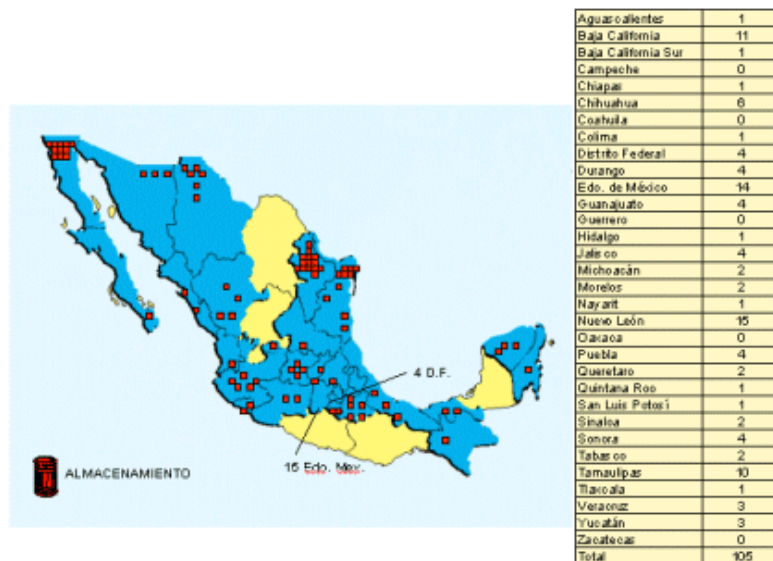 4 D.F.
ALMACENAMIENTO
15 Edo. Mex.
Aguascalientes 1
Baja California 11
Baja California Sur 1
Campeche 0
Chiapas 1
Chihuahua 6
Coahuila 0
Colima 1
Distrito Federal 4
Durango 4
Edo. de México 14
Guanajuato 4
Guerrero 0
Hidalgo 1
Jalisco 4
Michoacán 2
Morelos 2
Nayarit 1
Nuevo León 15
Oaxaca 0
Puebla 4
Queretaro 2
Quintana Roo 1
San Luis Potosí 1
Sinaloa 2
Sonora 4
Tabasco 2
Tamaulipas 10
Tlaxcala 1
Veracruz 3
Yucatán 3
Zacatecas 0
Total 105